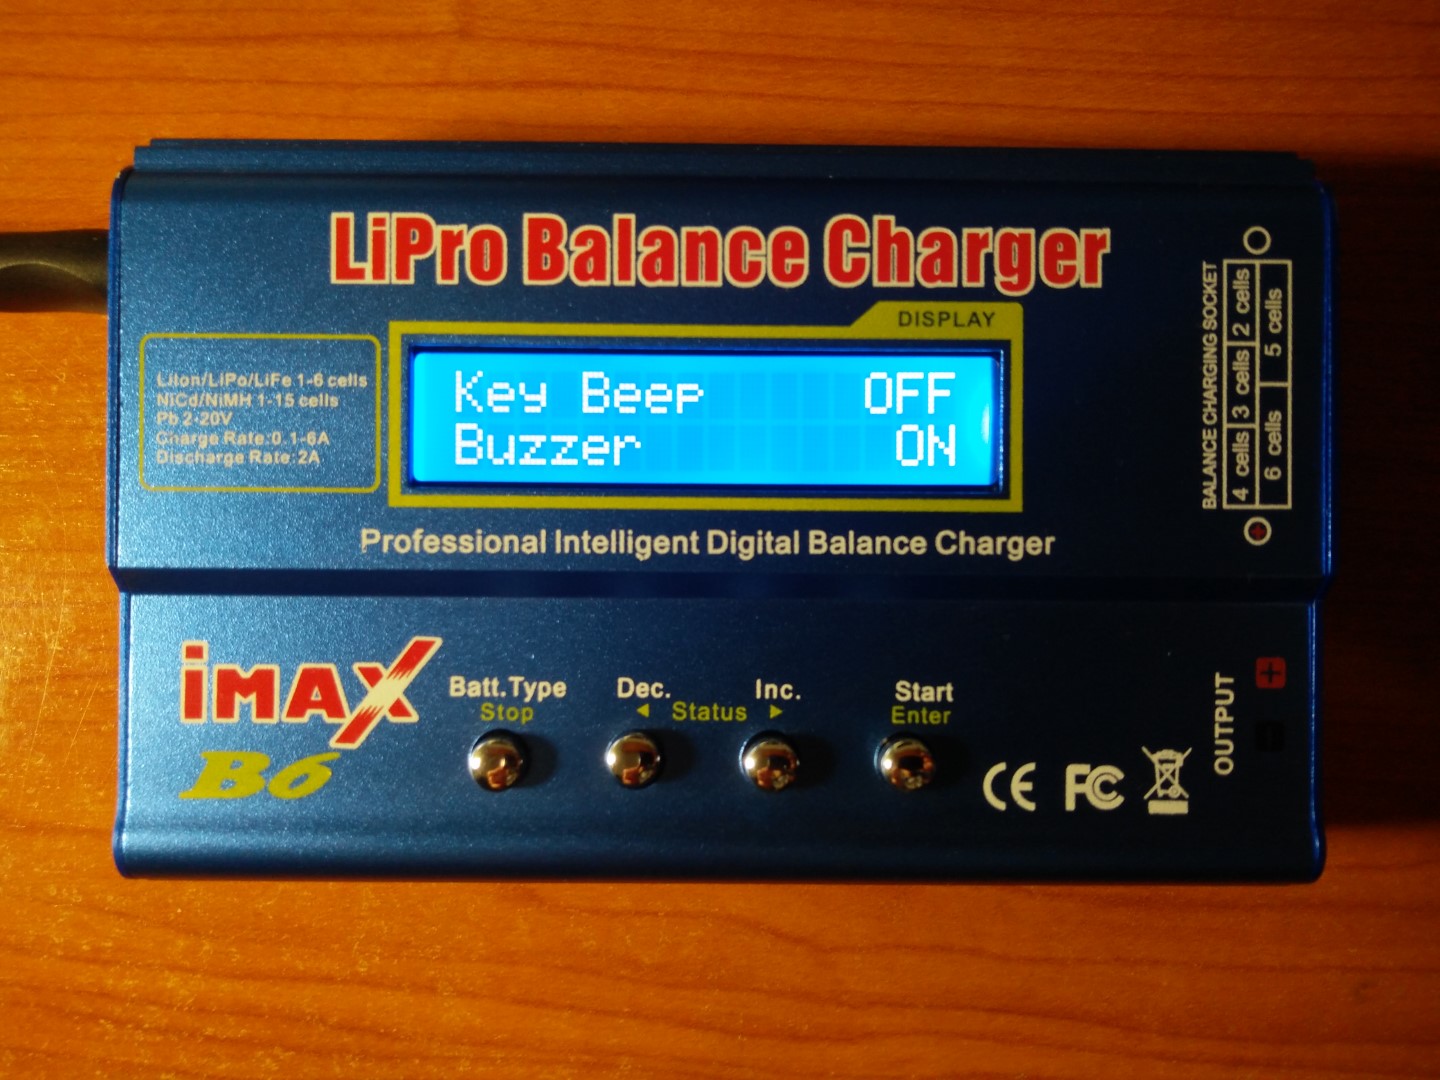 LiPro Balance Charger
DISPLAY
Key Beep OFF
Buzzer ON
LiIon/LiPo/LiFe 1-6 cells
NiCd/NiMH 1-15 cells
Pb 2-20V
Charge Rate:0.1-6A
Discharge Rate:2A
Professional Intelligent Digital Balance Charger
BALANCE CHARGING SOCKET
4 cells 3 cells 2 cells
6 cells 5 cells
iMAX
B6
Batt.Type
Stop
Dec. Inc.
◄ Status ►
Start
Enter
CE FC
OUTPUT
+
-